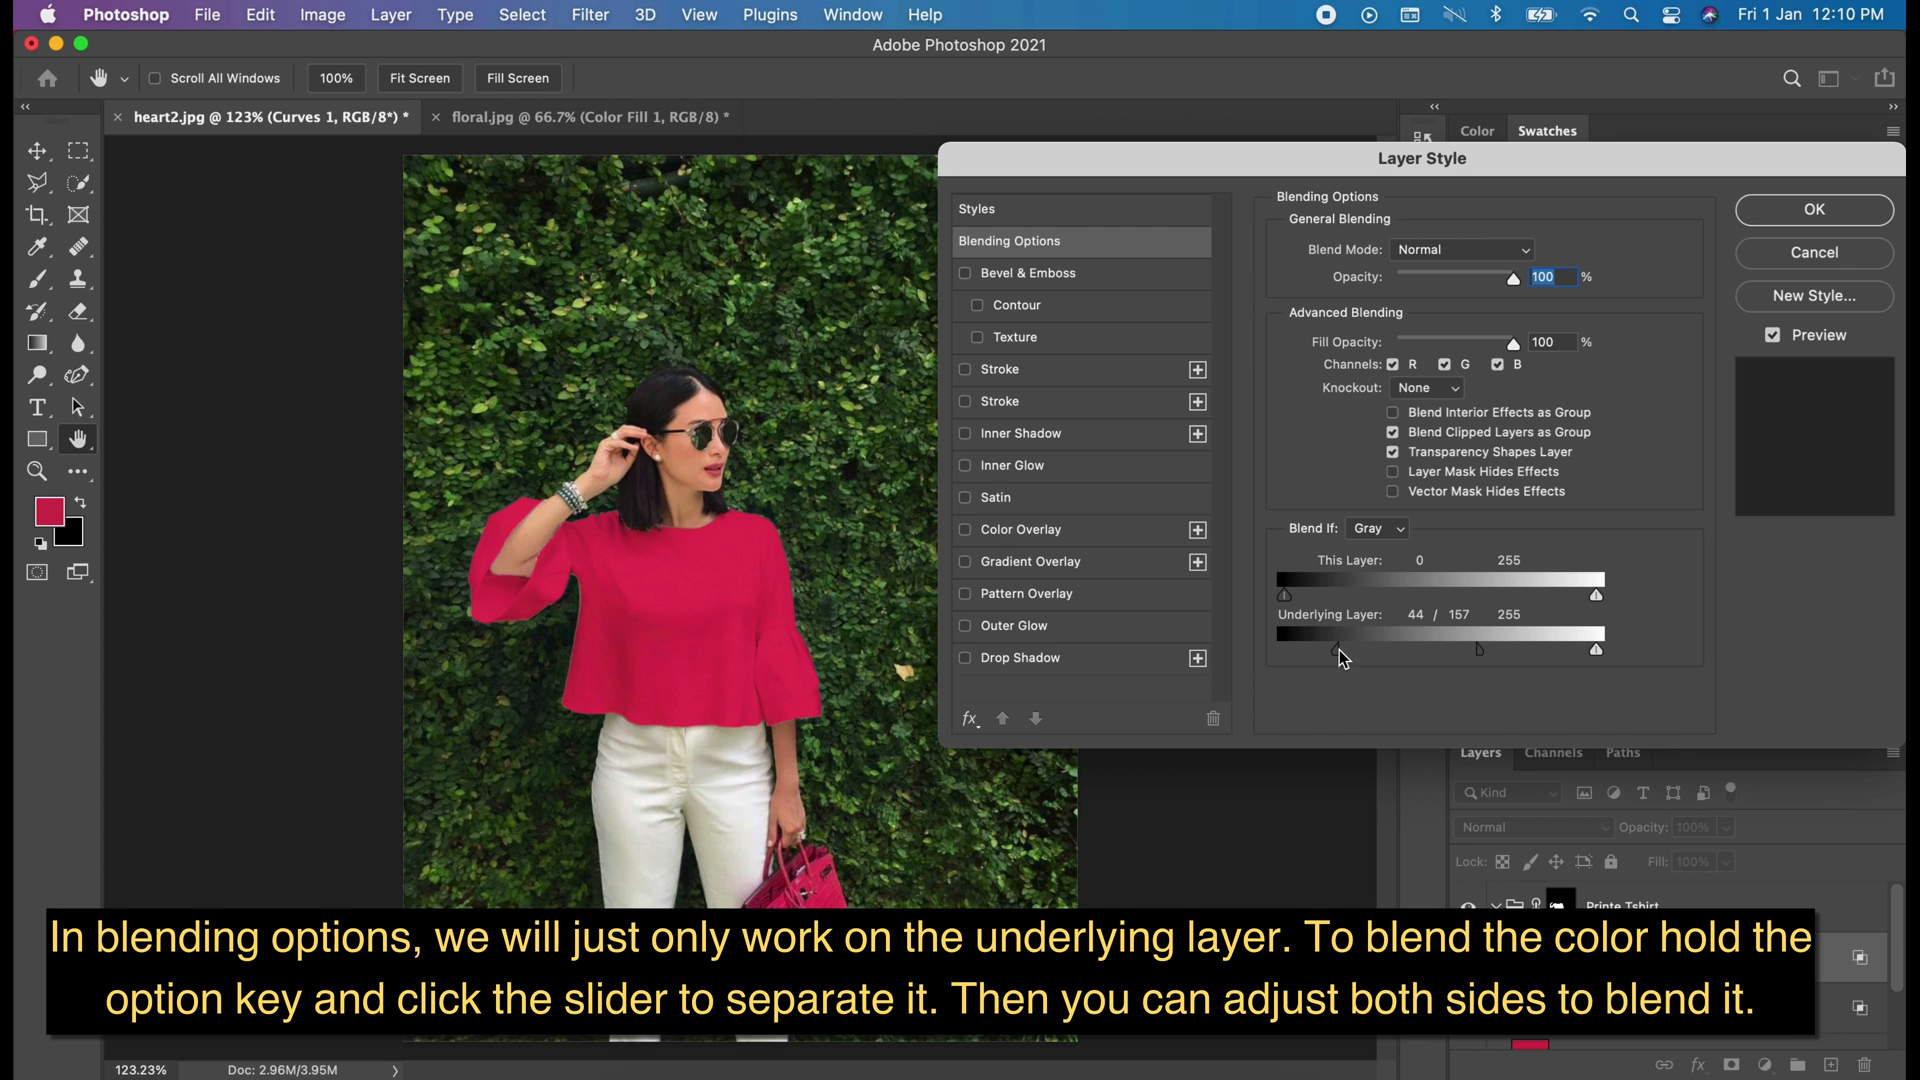 Photoshop File Edit Image Layer Type Select Filter 3D View Plugins Window Help Fri 1 Jan 12:10 PM
Adobe Photoshop 2021
Scroll All Windows 100% Fit Screen Fill Screen
heart2.jpg @ 123% (Curves 1, RGB/8*) * floral.jpg @ 66.7% (Color Fill 1, RGB/8) *
Color Swatches
Layer Style
Styles
Blending Options
Bevel & Emboss
Contour
Texture
Stroke
Stroke
Inner Shadow
Inner Glow
Satin
Color Overlay
Gradient Overlay
Pattern Overlay
Outer Glow
Drop Shadow
fx
Blending Options
General Blending
Blend Mode: Normal
Opacity: 100 %
Advanced Blending
Fill Opacity: 100 %
Channels: R G B
Knockout: None
Blend Interior Effects as Group
Blend Clipped Layers as Group
Transparency Shapes Layer
Layer Mask Hides Effects
Vector Mask Hides Effects
Blend If: Gray
This Layer: 0 255
Underlying Layer: 44 / 157 255
OK
Cancel
New Style...
Preview
Layers Channels Paths
Kind
Normal Opacity: 100%
Lock: Fill: 100%
Printe Tshirt
In blending options, we will just only work on the underlying layer. To blend the color hold the
option key and click the slider to separate it. Then you can adjust both sides to blend it.
123.23% Doc: 2.96M/3.95M
fx